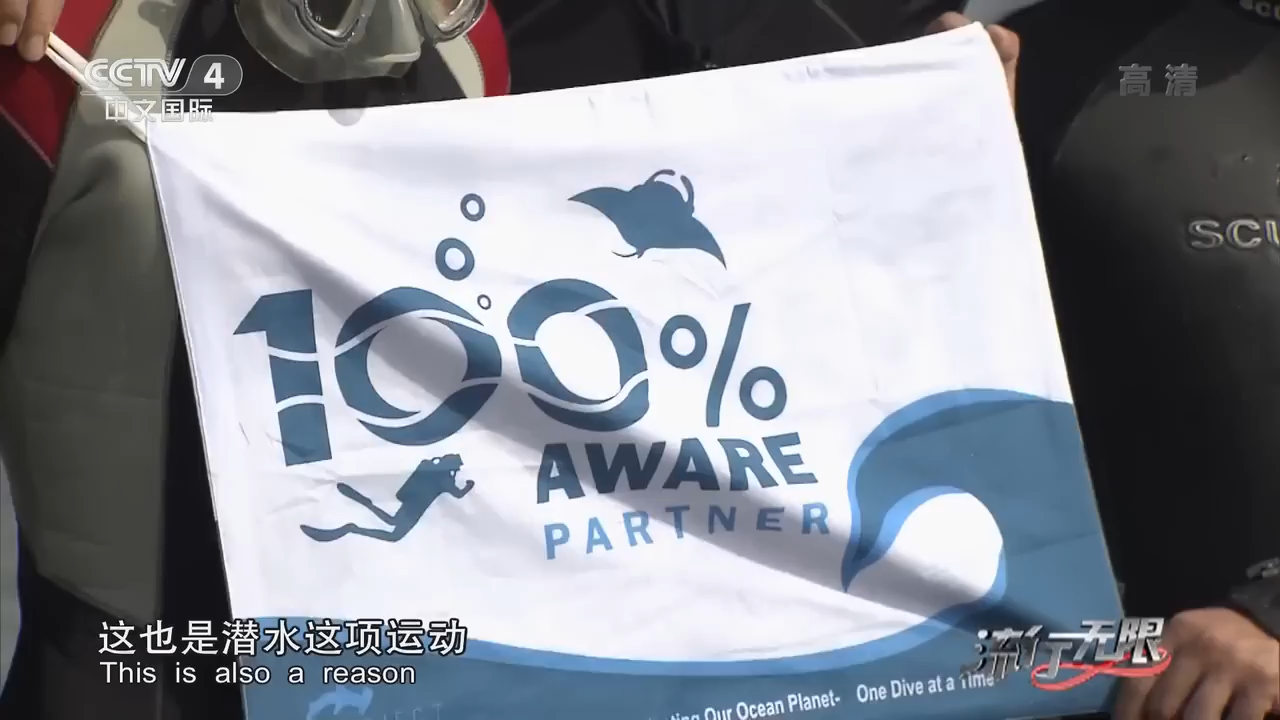 CCTV 4
中文国际
高清
SCU
100%
AWARE
PARTNER
这也是潜水这项运动
This is also a reason
流行无限
Our Ocean Planet- One Dive at a Time